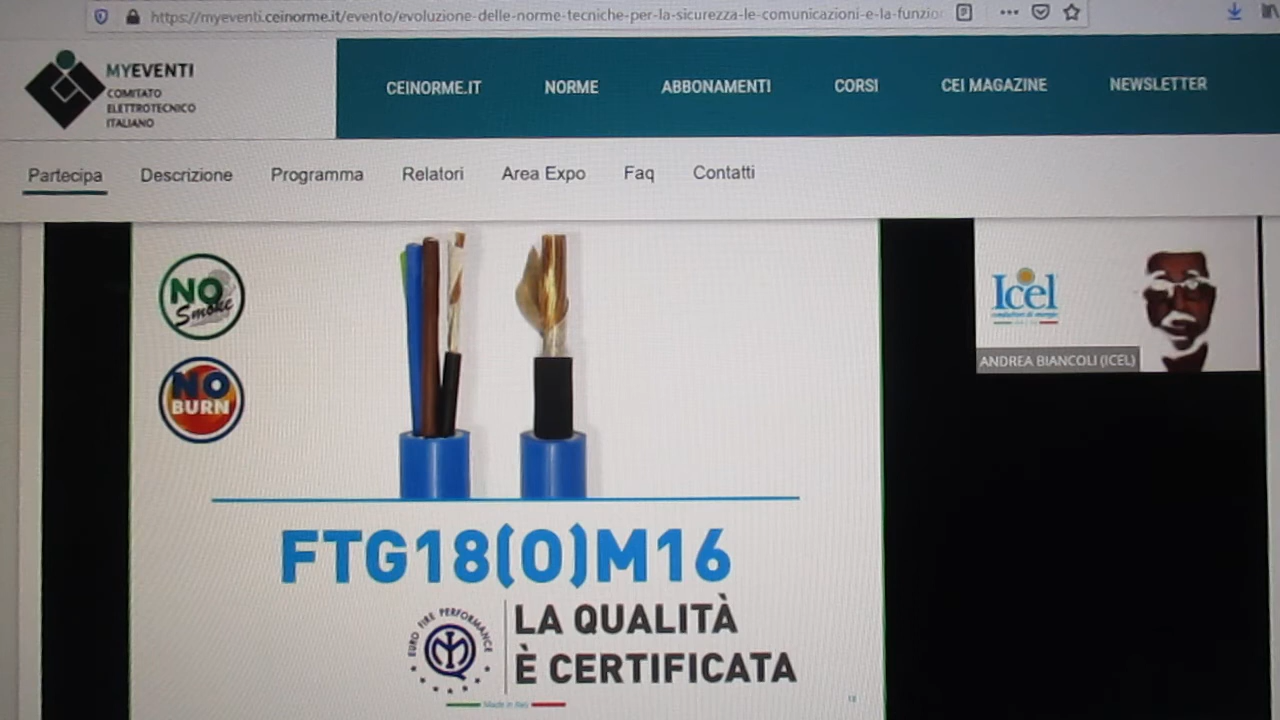 https://myeventi.ceinorme.it/evento/evoluzione-delle-norme-tecniche-per-la-sicurezza-le-comunicazioni-e-la-funzio
MYEVENTI
COMITATO
ELETTROTECNICO
ITALIANO
CEINORME.IT NORME ABBONAMENTI CORSI CEI MAGAZINE NEWSLETTER
Partecipa Descrizione Programma Relatori Area Expo Faq Contatti
NO
Smoke
NO
BURN
Icel
ANDREA BIANCOLI (ICEL)
FTG18(O)M16
EURO FIRE PERFORMANCE
LA QUALITÀ
È CERTIFICATA
Made in Italy